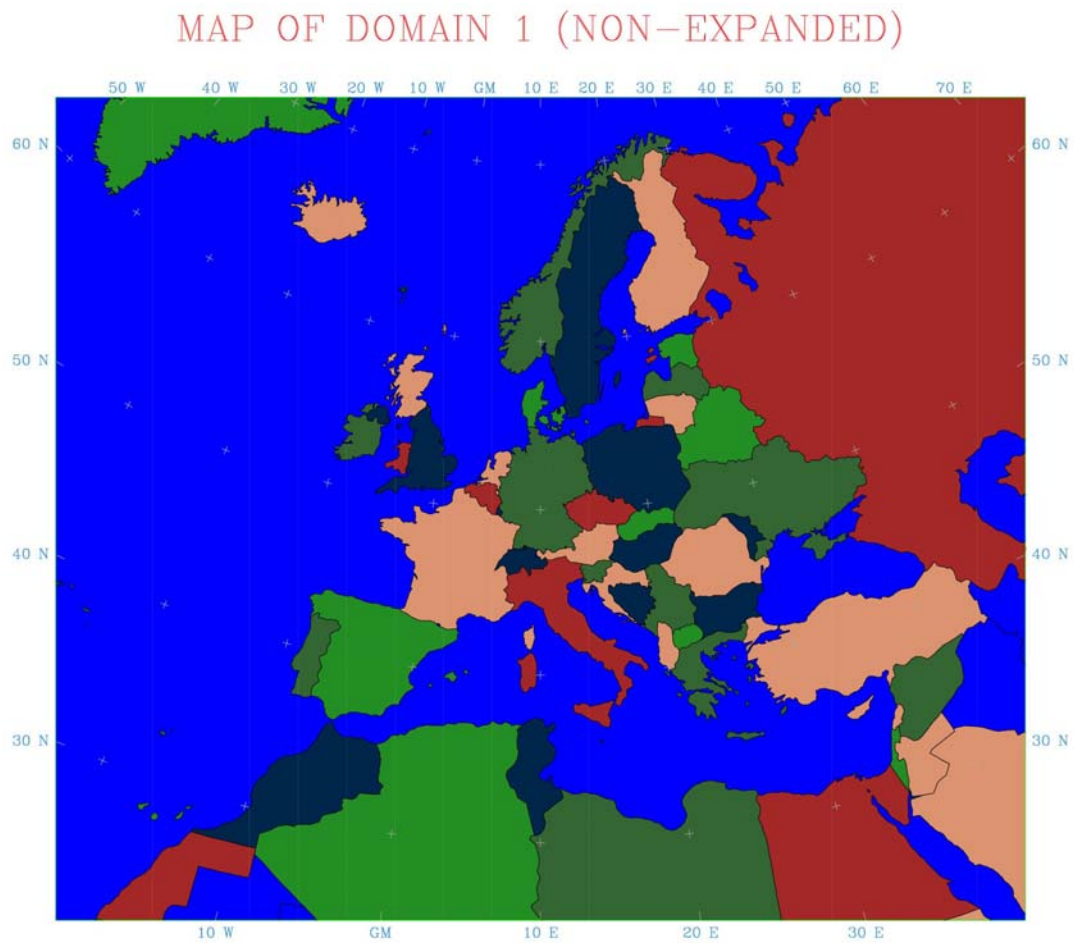 MAP OF DOMAIN 1 (NON-EXPANDED)
50 W 40 W 30 W 20 W 10 W GM 10 E 20 E 30 E 40 E 50 E 60 E 70 E
60 N 60 N
50 N 50 N
40 N 40 N
30 N 30 N
10 W GM 10 E 20 E 30 E